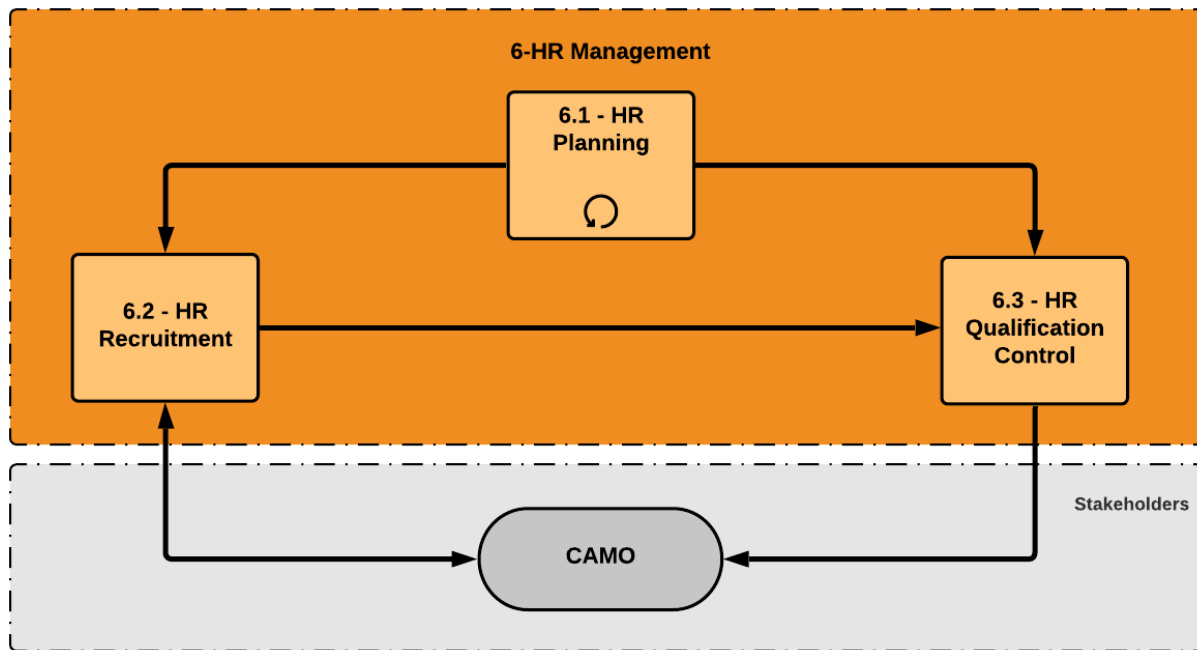 6-HR Management
6.1 - HR
Planning
6.2 - HR
Recruitment
6.3 - HR
Qualification
Control
Stakeholders
CAMO